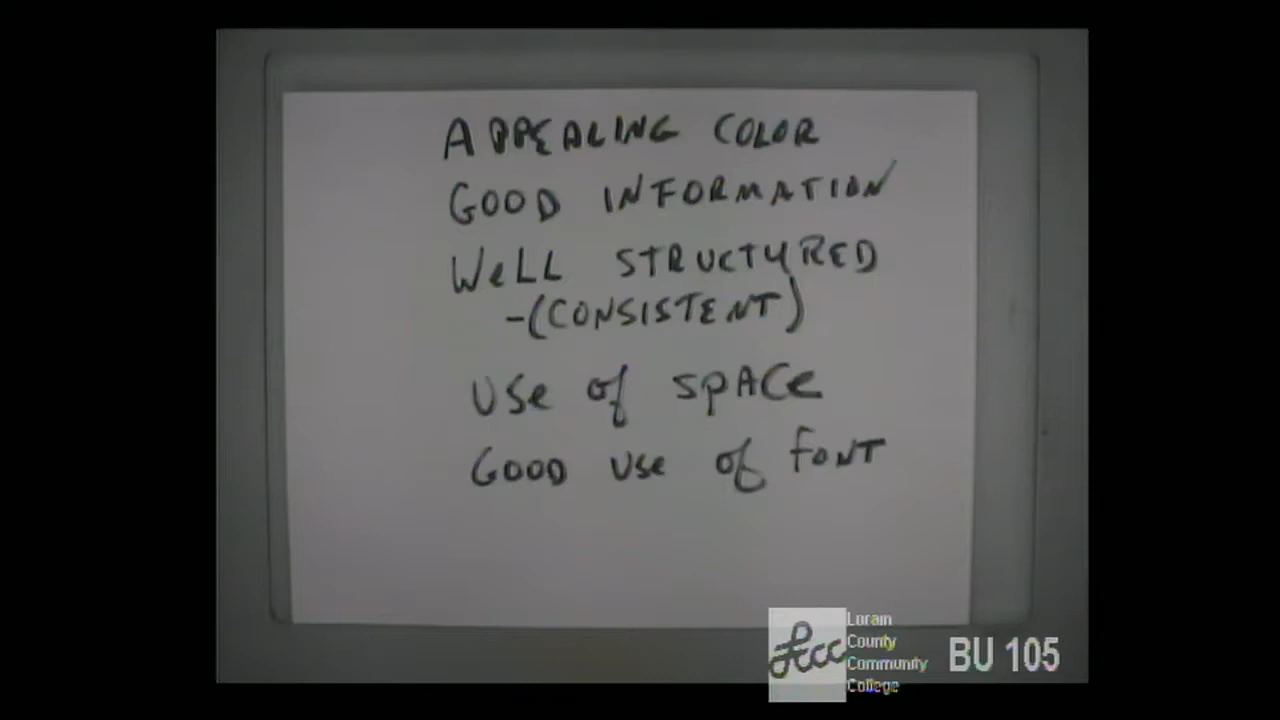 APPEALING COLOR
GOOD INFORMATION
WeLL STRUCTURED
-(CONSISTENT)
USe of SPACe
GOOD Use of fONT
Lorain
County
Community
College
lccc
BU 105